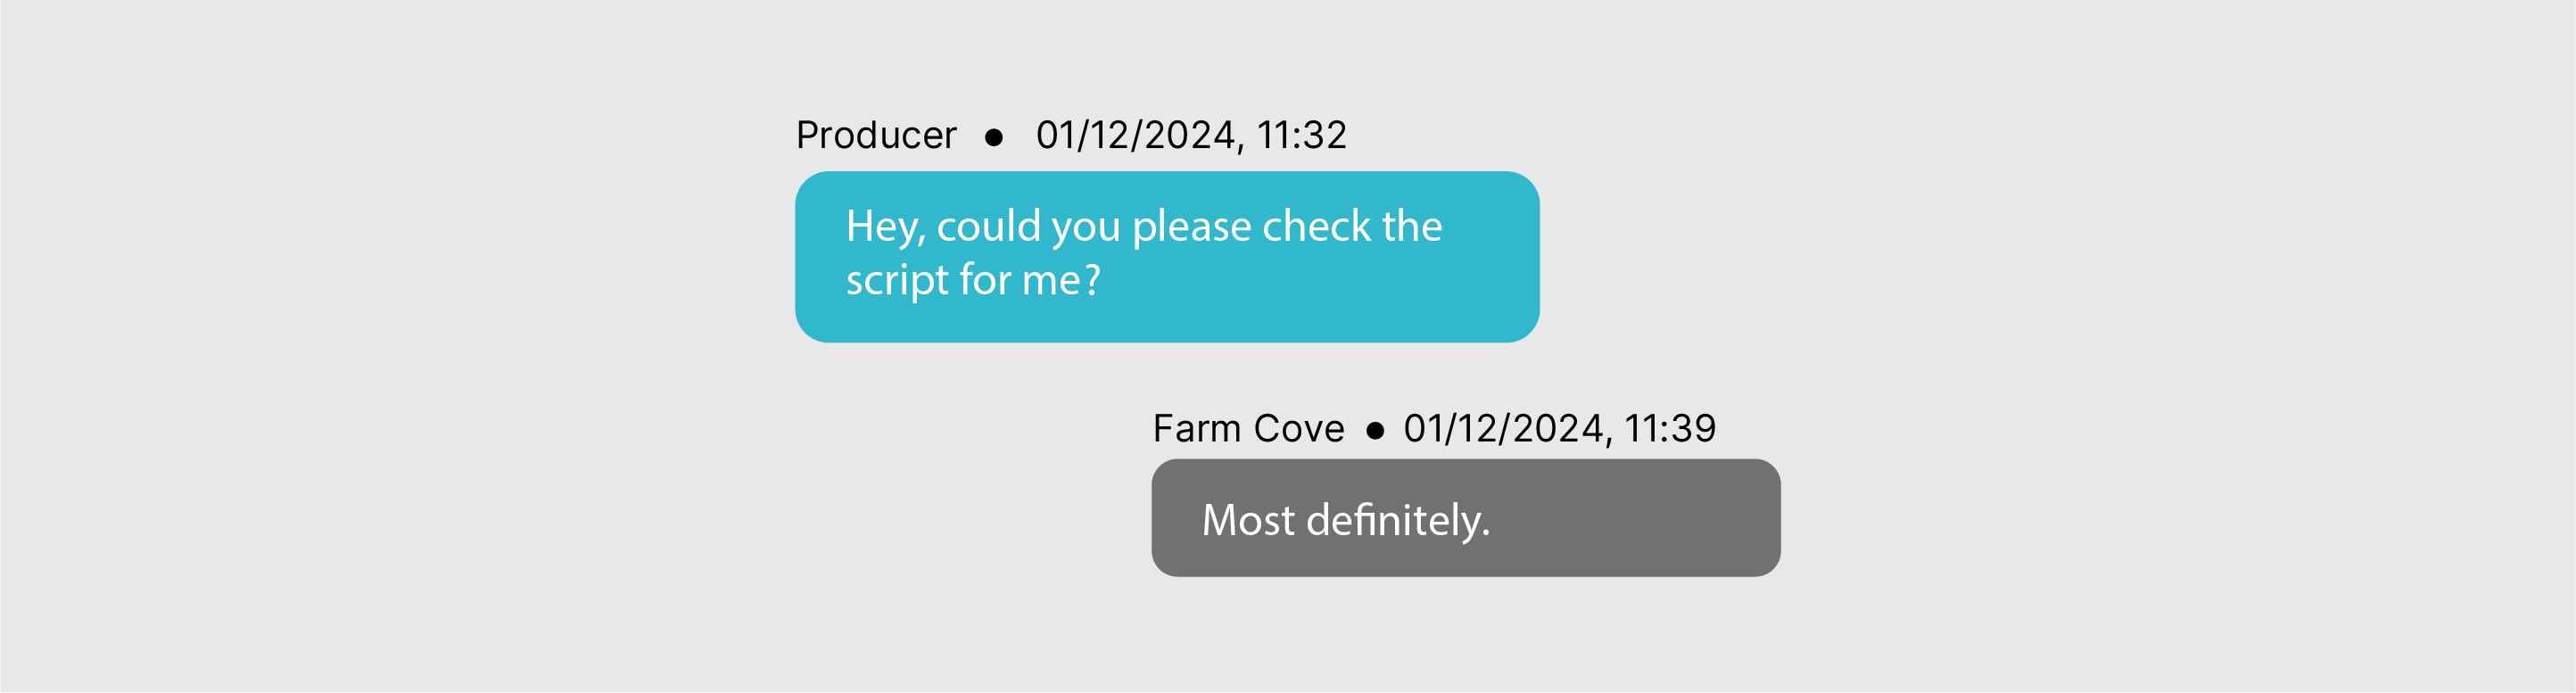 Producer ● 01/12/2024, 11:32
Hey, could you please check the
script for me?
Farm Cove ● 01/12/2024, 11:39
Most definitely.